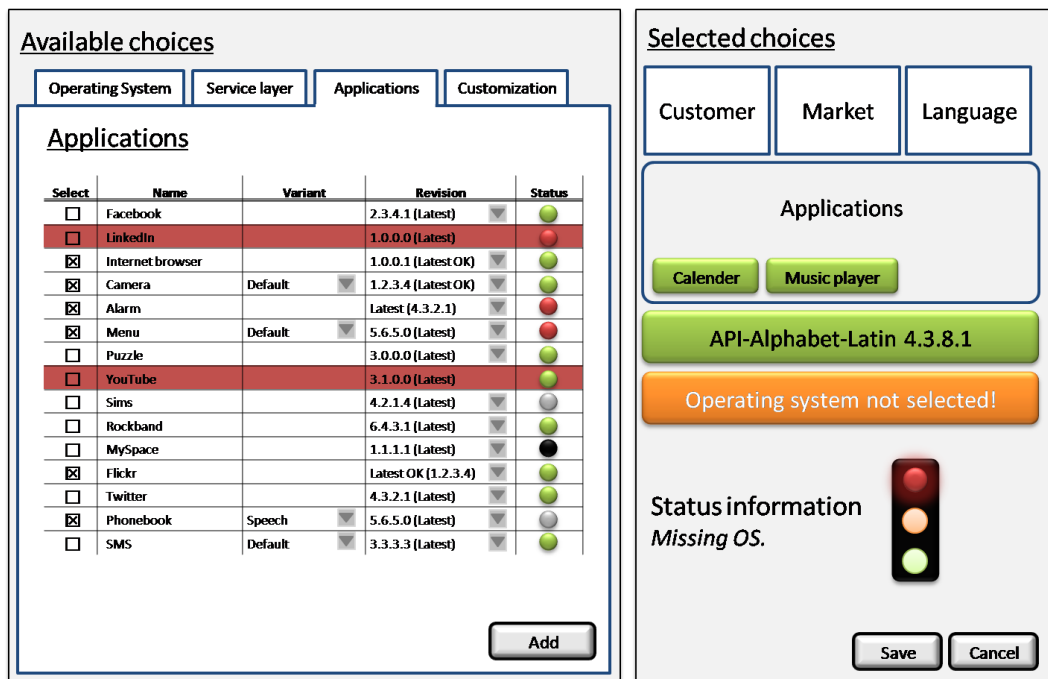 Available choices
Operating System Service layer Applications Customization
Applications
Select Name Variant Revision Status
Facebook 2.3.4.1 (Latest)
LinkedIn 1.0.0.0 (Latest)
Internet browser 1.0.0.1 (Latest OK)
Camera Default 1.2.3.4 (Latest OK)
Alarm Latest (4.3.2.1)
Menu Default 5.6.5.0 (Latest)
Puzzle 3.0.0.0 (Latest)
YouTube 3.1.0.0 (Latest)
Sims 4.2.1.4 (Latest)
Rockband 6.4.3.1 (Latest)
MySpace 1.1.1.1 (Latest)
Flickr Latest OK (1.2.3.4)
Twitter 4.3.2.1 (Latest)
Phonebook Speech 5.6.5.0 (Latest)
SMS Default 3.3.3.3 (Latest)
Add
Selected choices
Customer Market Language
Applications
Calender Music player
API-Alphabet-Latin 4.3.8.1
Operating system not selected!
Status information
Missing OS.
Save Cancel